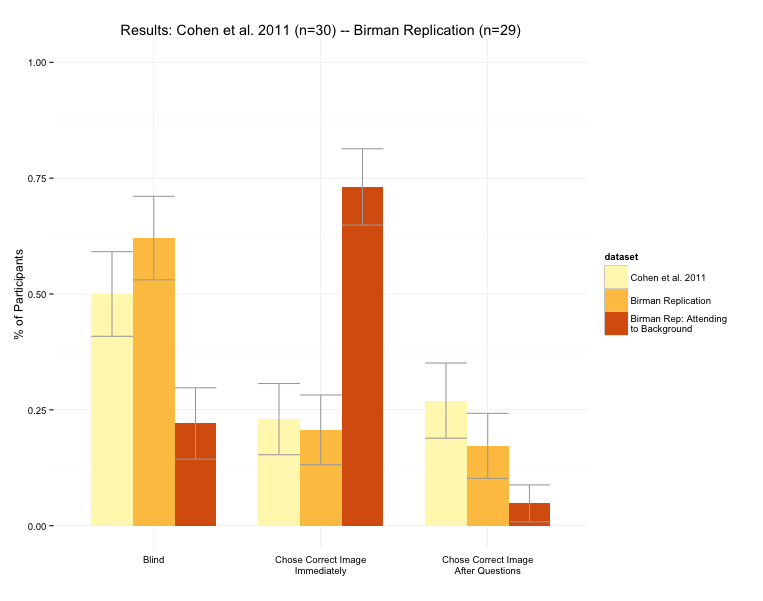 Results: Cohen et al. 2011 (n=30) -- Birman Replication (n=29)
% of Participants
1.00
0.75
0.50
0.25
0.00
Blind
Chose Correct Image
Immediately
Chose Correct Image
After Questions
dataset
Cohen et al. 2011
Birman Replication
Birman Rep: Attending
to Background